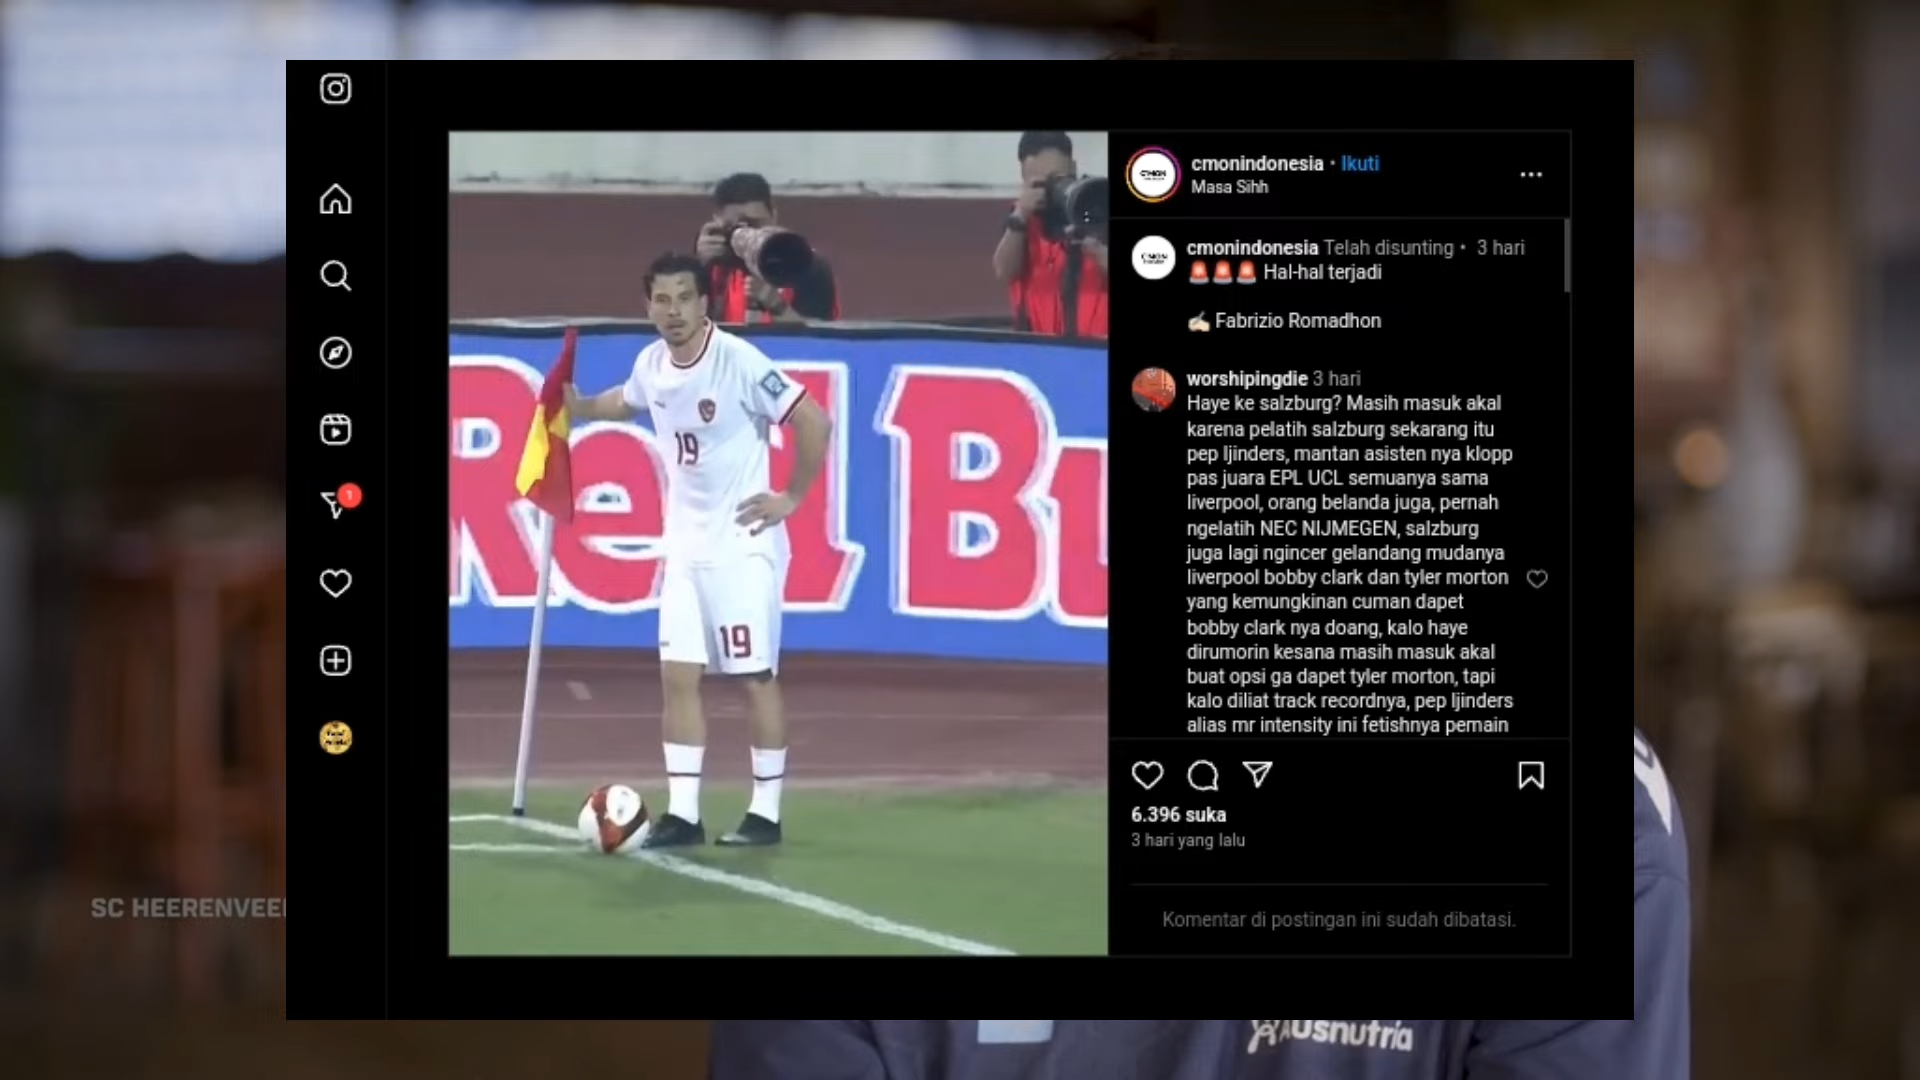 cmonindonesia • Ikuti
Masa Sihh
cmonindonesia Telah disunting • 3 hari
🚨🚨🚨 Hal-hal terjadi
✍🏻 Fabrizio Romadhon
worshipingdie 3 hari
Haye ke salzburg? Masih masuk akal
karena pelatih salzburg sekarang itu
pep ljinders, mantan asisten nya klopp
pas juara EPL UCL semuanya sama
liverpool, orang belanda juga, pernah
ngelatih NEC NIJMEGEN, salzburg
juga lagi ngincer gelandang mudanya
liverpool bobby clark dan tyler morton
yang kemungkinan cuman dapet
bobby clark nya doang, kalo haye
dirumorin kesana masih masuk akal
buat opsi ga dapet tyler morton, tapi
kalo diliat track recordnya, pep ljinders
alias mr intensity ini fetishnya pemain
6.396 suka
3 hari yang lalu
Komentar di postingan ini sudah dibatasi.
1
19
19
Red Bu
SC HEERENVEE
Ausnutria